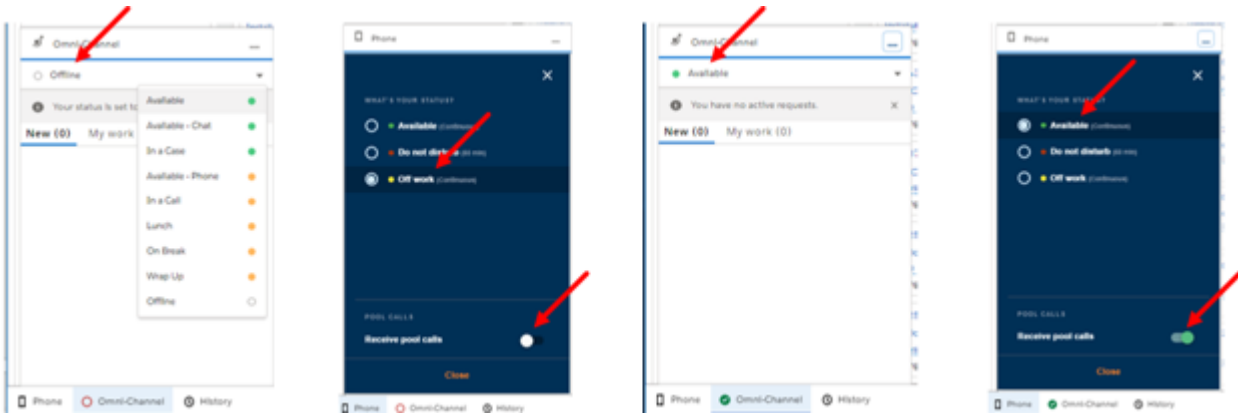 Omni-Channel
Offline
Your status is set to
New (0) My work
Available
Available - Chat
In a Case
Available - Phone
In a Call
Lunch
On Break
Wrap Up
Offline
Phone Omni-Channel History
Phone
WHAT'S YOUR STATUS?
Available (Continuous)
Do not disturb (60 min)
Off work (Continuous)
POOL CALLS
Receive pool calls
Close
Phone Omni-Channel History
Omni-Channel
Available
You have no active requests. X
New (0) My work (0)
Phone Omni-Channel History
Phone
WHAT'S YOUR STATUS?
Available (Continuous)
Do not disturb (60 min)
Off work (Continuous)
POOL CALLS
Receive pool calls
Close
Phone Omni-Channel History